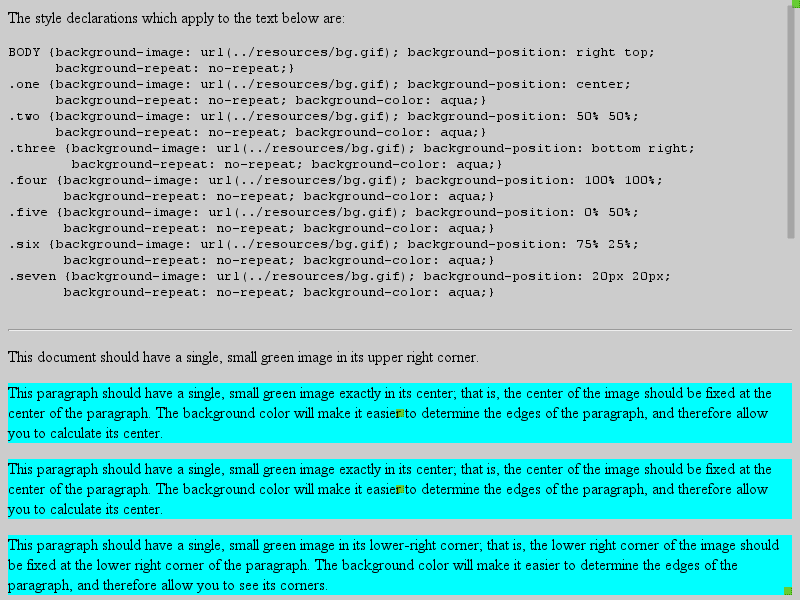 The style declarations which apply to the text below are:
BODY {background-image: url(../resources/bg.gif); background-position: right top;
background-repeat: no-repeat;}
.one {background-image: url(../resources/bg.gif); background-position: center;
background-repeat: no-repeat; background-color: aqua;}
.two {background-image: url(../resources/bg.gif); background-position: 50% 50%;
background-repeat: no-repeat; background-color: aqua;}
.three {background-image: url(../resources/bg.gif); background-position: bottom right;
background-repeat: no-repeat; background-color: aqua;}
.four {background-image: url(../resources/bg.gif); background-position: 100% 100%;
background-repeat: no-repeat; background-color: aqua;}
.five {background-image: url(../resources/bg.gif); background-position: 0% 50%;
background-repeat: no-repeat; background-color: aqua;}
.six {background-image: url(../resources/bg.gif); background-position: 75% 25%;
background-repeat: no-repeat; background-color: aqua;}
.seven {background-image: url(../resources/bg.gif); background-position: 20px 20px;
background-repeat: no-repeat; background-color: aqua;}
This document should have a single, small green image in its upper right corner.
This paragraph should have a single, small green image exactly in its center; that is, the center of the image should be fixed at the
center of the paragraph. The background color will make it easier to determine the edges of the paragraph, and therefore allow
you to calculate its center.
This paragraph should have a single, small green image exactly in its center; that is, the center of the image should be fixed at the
center of the paragraph. The background color will make it easier to determine the edges of the paragraph, and therefore allow
you to calculate its center.
This paragraph should have a single, small green image in its lower-right corner; that is, the lower right corner of the image should
be fixed at the lower right corner of the paragraph. The background color will make it easier to determine the edges of the
paragraph, and therefore allow you to see its corners.